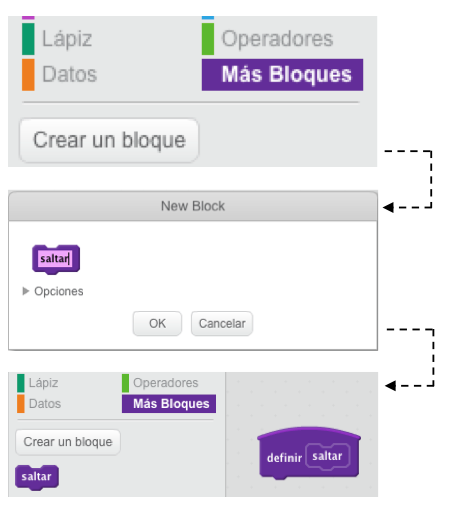 Lápiz Operadores
Datos Más Bloques
Crear un bloque
New Block
saltar
Opciones
OK Cancelar
Lápiz Operadores
Datos Más Bloques
Crear un bloque
saltar
definir saltar